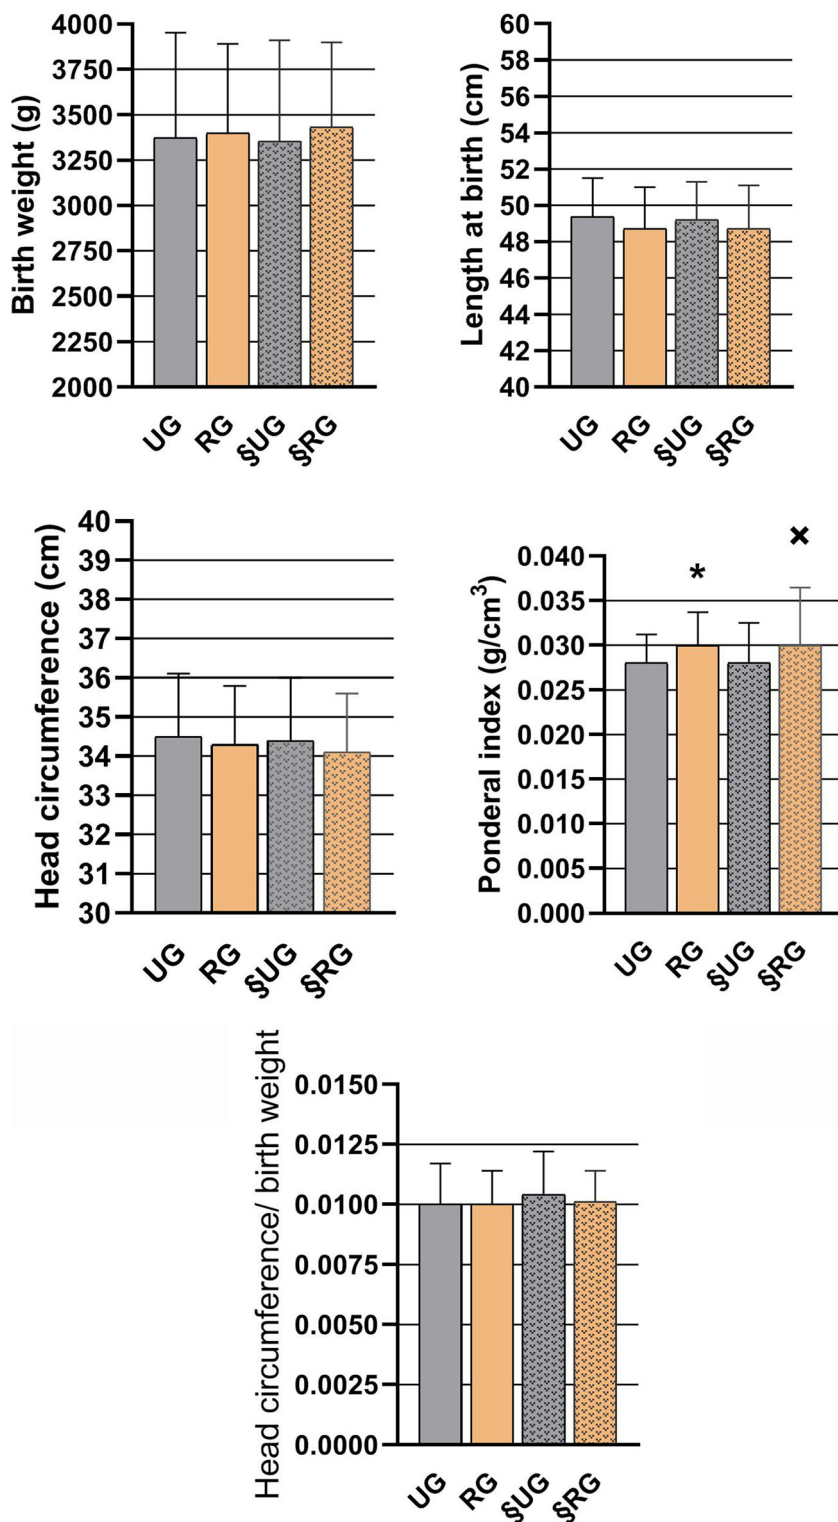 Birth weight (g)
4000
3750
3500
3250
3000
2750
2500
2250
2000
UG
RG
§UG
§RG
Length at birth (cm)
60
58
56
54
52
50
48
46
44
42
40
UG
RG
§UG
§RG
Head circumference (cm)
40
39
38
37
36
35
34
33
32
31
30
UG
RG
§UG
§RG
Ponderal index (g/cm³)
0.040
0.035
0.030
0.025
0.020
0.015
0.010
0.005
0.000
*
×
UG
RG
§UG
§RG
Head circumference/ birth weight
0.0150
0.0125
0.0100
0.0075
0.0050
0.0025
0.0000
UG
RG
§UG
§RG